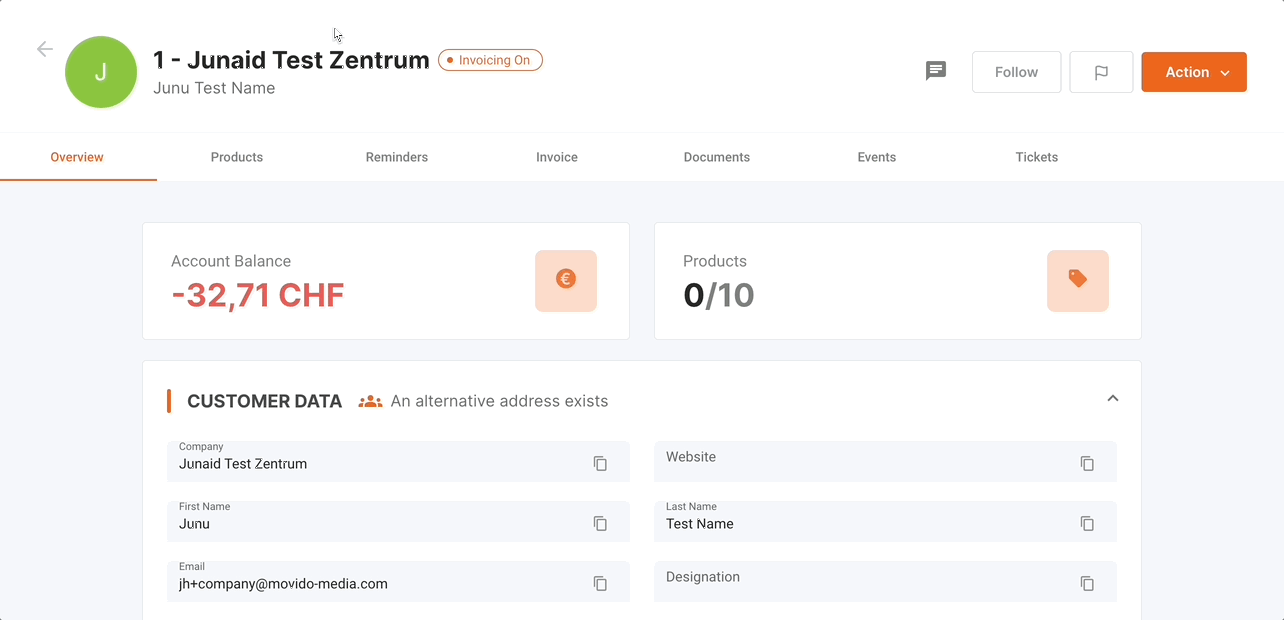 J
1 - Junaid Test Zentrum
Invoicing On
Junu Test Name
Follow
Action
Overview
Products
Reminders
Invoice
Documents
Events
Tickets
Account Balance
-32,71 CHF
€
Products
0/10
CUSTOMER DATA
An alternative address exists
Company
Junaid Test Zentrum
Website
First Name
Junu
Last Name
Test Name
Email
jh+company@movido-media.com
Designation